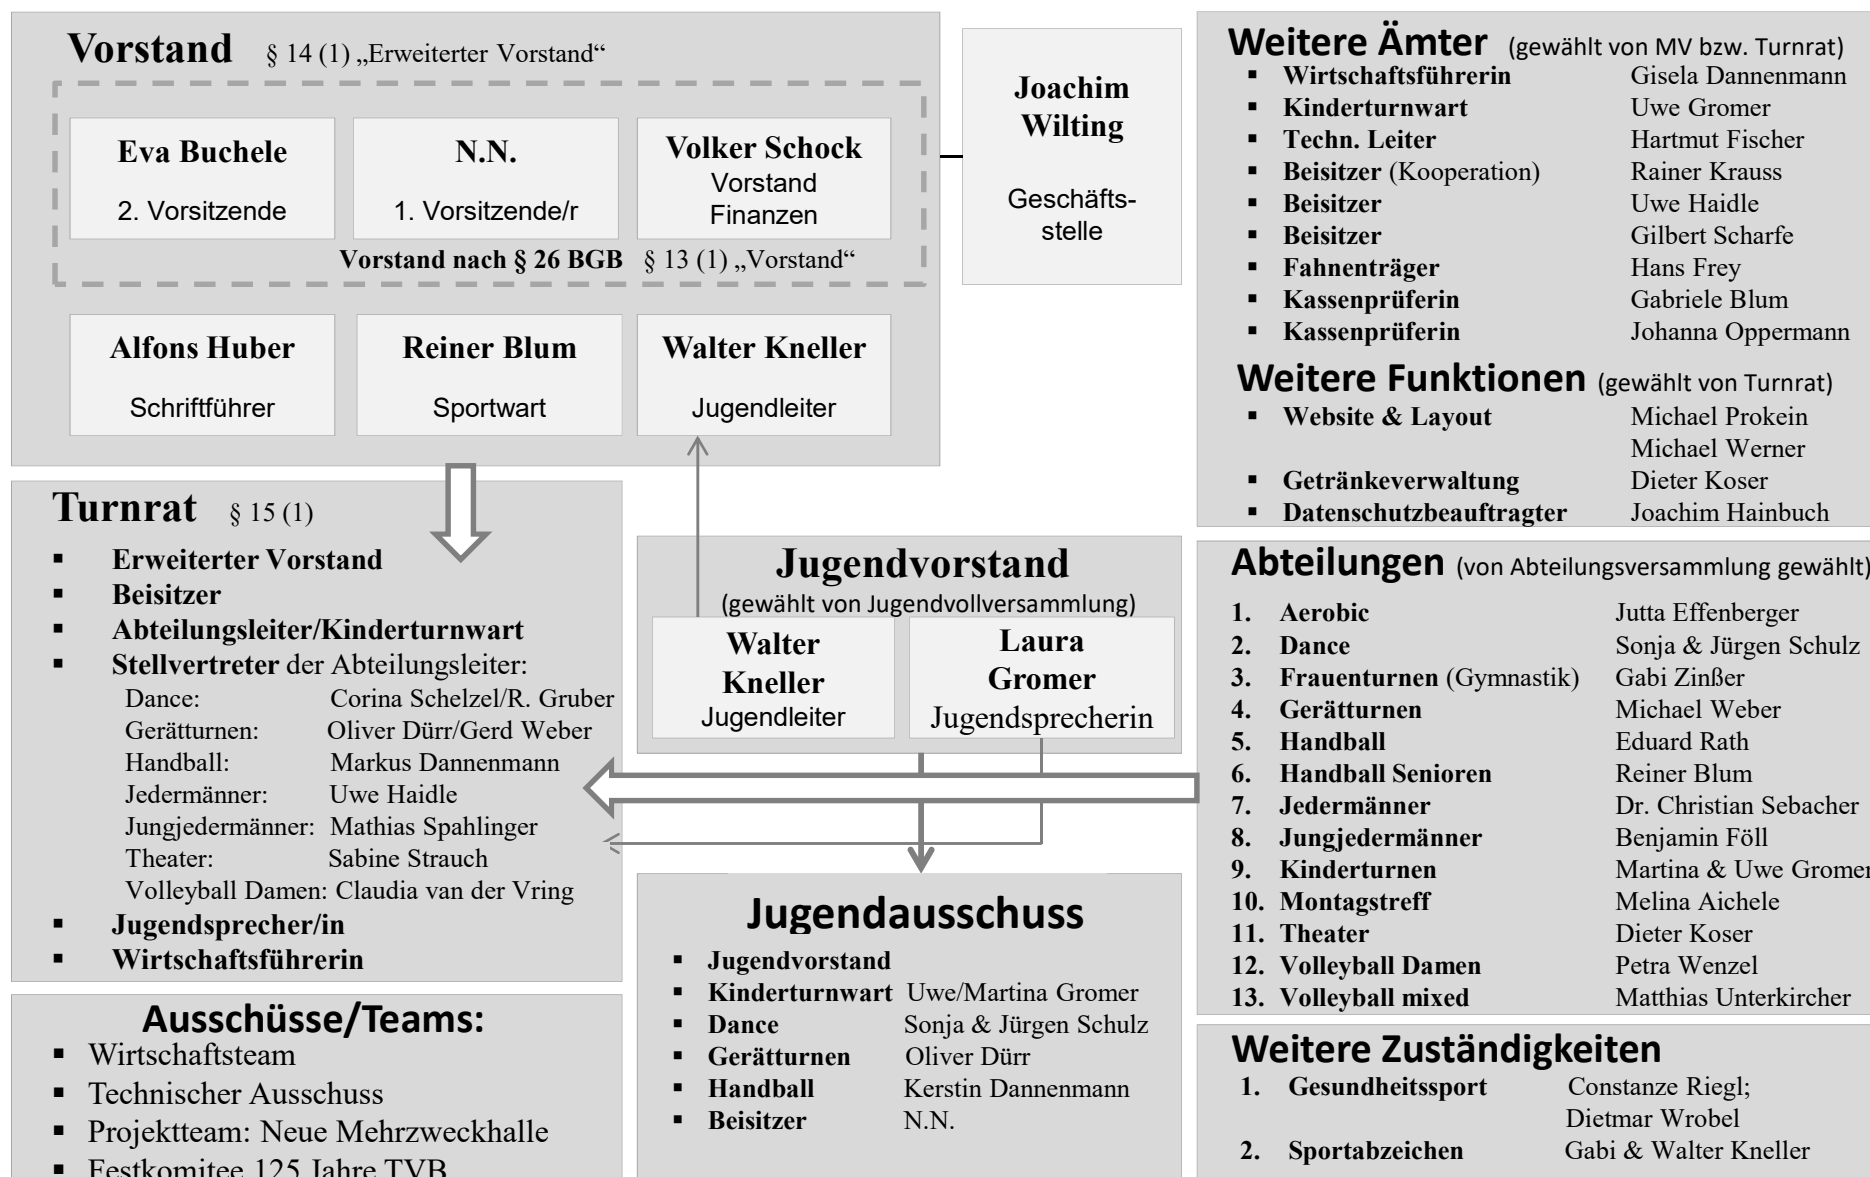 Vorstand § 14 (1) „Erweiterter Vorstand“
Eva Buchele
2. Vorsitzende
N.N.
1. Vorsitzende/r
Volker Schock
Vorstand
Finanzen
Vorstand nach § 26 BGB § 13 (1) „Vorstand“
Alfons Huber
Schriftführer
Reiner Blum
Sportwart
Walter Kneller
Jugendleiter
Joachim
Wilting
Geschäfts-
stelle
Turnrat § 15 (1)
▪ Erweiterter Vorstand
▪ Beisitzer
▪ Abteilungsleiter/Kinderturnwart
▪ Stellvertreter der Abteilungsleiter:
Dance: Corina Schelzel/R. Gruber
Gerätturnen: Oliver Dürr/Gerd Weber
Handball: Markus Dannenmann
Jedermänner: Uwe Haidle
Jungjedermänner: Mathias Spahlinger
Theater: Sabine Strauch
Volleyball Damen: Claudia van der Vring
▪ Jugendsprecher/in
▪ Wirtschaftsführerin
Ausschüsse/Teams:
▪ Wirtschaftsteam
▪ Technischer Ausschuss
▪ Projektteam: Neue Mehrzweckhalle
▪ Festkomitee 125 Jahre TVB
Jugendvorstand
(gewählt von Jugendvollversammlung)
Walter
Kneller
Jugendleiter
Laura
Gromer
Jugendsprecherin
Jugendausschuss
▪ Jugendvorstand
▪ Kinderturnwart Uwe/Martina Gromer
▪ Dance Sonja & Jürgen Schulz
▪ Gerätturnen Oliver Dürr
▪ Handball Kerstin Dannenmann
▪ Beisitzer N.N.
Weitere Ämter (gewählt von MV bzw. Turnrat)
▪ Wirtschaftsführerin Gisela Dannenmann
▪ Kinderturnwart Uwe Gromer
▪ Techn. Leiter Hartmut Fischer
▪ Beisitzer (Kooperation) Rainer Krauss
▪ Beisitzer Uwe Haidle
▪ Beisitzer Gilbert Scharfe
▪ Fahnenträger Hans Frey
▪ Kassenprüferin Gabriele Blum
▪ Kassenprüferin Johanna Oppermann
Weitere Funktionen (gewählt von Turnrat)
▪ Website & Layout Michael Prokein
Michael Werner
▪ Getränkeverwaltung Dieter Koser
▪ Datenschutzbeauftragter Joachim Hainbuch
Abteilungen (von Abteilungsversammlung gewählt)
1. Aerobic Jutta Effenberger
2. Dance Sonja & Jürgen Schulz
3. Frauenturnen (Gymnastik) Gabi Zinßer
4. Gerätturnen Michael Weber
5. Handball Eduard Rath
6. Handball Senioren Reiner Blum
7. Jedermänner Dr. Christian Sebacher
8. Jungjedermänner Benjamin Föll
9. Kinderturnen Martina & Uwe Gromer
10. Montagstreff Melina Aichele
11. Theater Dieter Koser
12. Volleyball Damen Petra Wenzel
13. Volleyball mixed Matthias Unterkircher
Weitere Zuständigkeiten
1. Gesundheitssport Constanze Riegl;
Dietmar Wrobel
2. Sportabzeichen Gabi & Walter Kneller